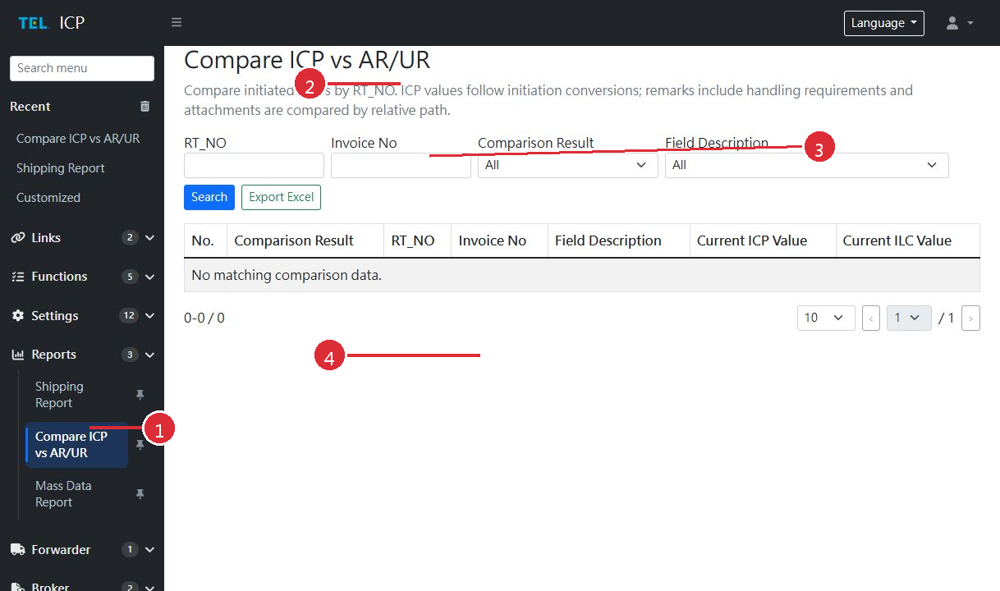 TEL ICP
Language
Search menu
Recent
Compare ICP vs AR/UR
Shipping Report
Customized
Links 2
Functions 5
Settings 12
Reports 3
Shipping
Report
Compare ICP
vs AR/UR
Mass Data
Report
Forwarder 1
Broker 2
1
Compare ICP vs AR/UR
2
Compare initiated by RT_NO. ICP values follow initiation conversions; remarks include handling requirements and
attachments are compared by relative path.
3
RT_NO Invoice No Comparison Result Field Description
All All
Search Export Excel
No. Comparison Result RT_NO Invoice No Field Description Current ICP Value Current ILC Value
No matching comparison data.
0-0 / 0 10 ‹ 1 / 1 ›
4